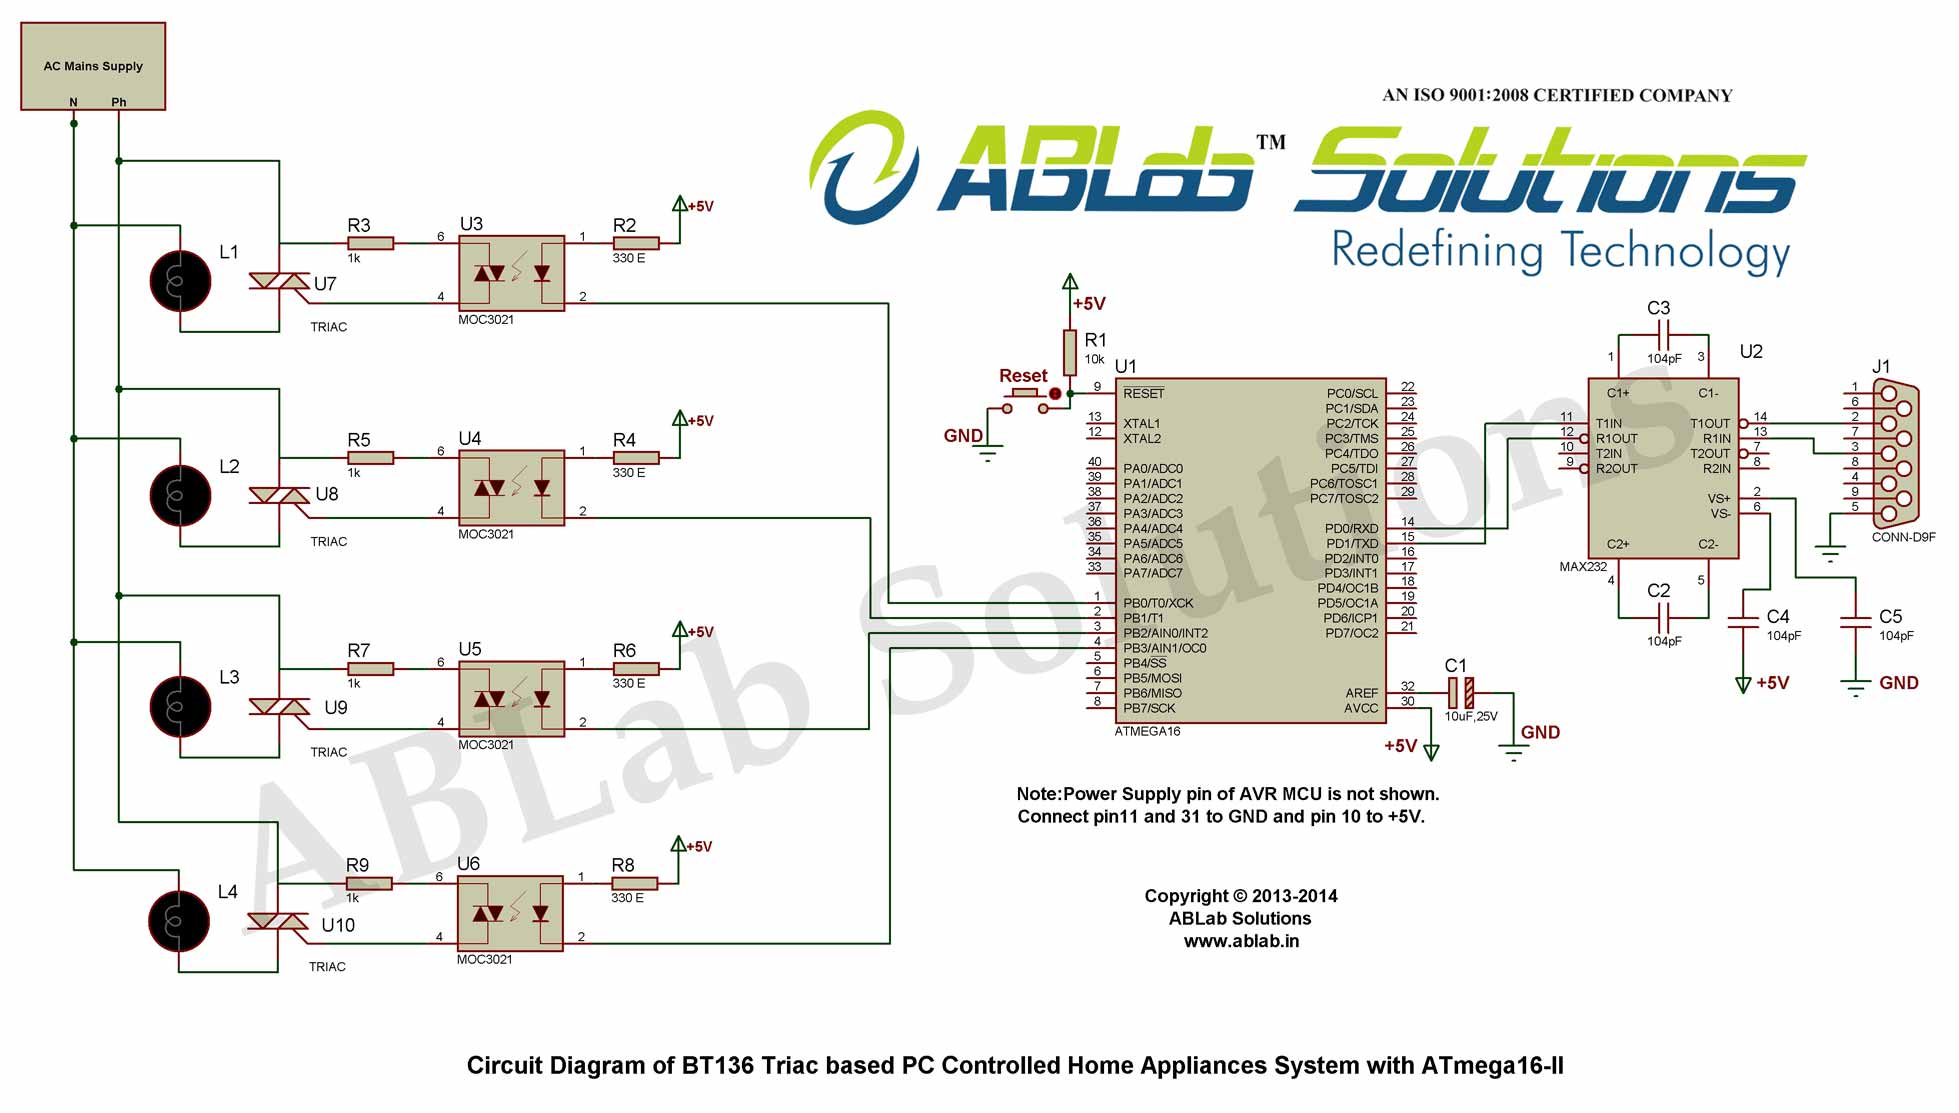 AC Mains Supply
N Ph
AN ISO 9001:2008 CERTIFIED COMPANY
ABLab™ Solutions
Redefining Technology
L1
U7
TRIAC
R3
1k
6
4
U3
MOC3021
1
2
R2
330 E
+5V
L2
U8
TRIAC
R5
1k
6
4
U4
MOC3021
1
2
R4
330 E
+5V
L3
U9
TRIAC
R7
1k
6
4
U5
MOC3021
1
2
R6
330 E
+5V
L4
U10
TRIAC
R9
1k
6
4
U6
MOC3021
1
2
R8
330 E
+5V
+5V
R1
10k
Reset
GND
U1
9 RESET
13 XTAL1
12 XTAL2
40 PA0/ADC0
39 PA1/ADC1
38 PA2/ADC2
37 PA3/ADC3
36 PA4/ADC4
35 PA5/ADC5
34 PA6/ADC6
33 PA7/ADC7
1 PB0/T0/XCK
2 PB1/T1
3 PB2/AIN0/INT2
4 PB3/AIN1/OC0
5 PB4/SS
6 PB5/MOSI
7 PB6/MISO
8 PB7/SCK
PC0/SCL 22
PC1/SDA 23
PC2/TCK 24
PC3/TMS 25
PC4/TDO 26
PC5/TDI 27
PC6/TOSC1 28
PC7/TOSC2 29
PD0/RXD 14
PD1/TXD 15
PD2/INT0 16
PD3/INT1 17
PD4/OC1B 18
PD5/OC1A 19
PD6/ICP1 20
PD7/OC2 21
AREF 32
AVCC 30
ATMEGA16
C1
10uF,25V
GND
+5V
C3
104pF
1 3
U2
C1+ C1-
11 T1IN T1OUT 14
12 R1OUT R1IN 13
10 T2IN T2OUT 7
9 R2OUT R2IN 8
VS+ 2
VS- 6
C2+ C2-
MAX232
4 5
C2
104pF
C4
104pF
+5V
C5
104pF
GND
J1
1
6
2
7
3
8
4
9
5
CONN-D9F
Note:Power Supply pin of AVR MCU is not shown.
Connect pin11 and 31 to GND and pin 10 to +5V.
Copyright © 2013-2014
ABLab Solutions
www.ablab.in
ABLab Solutions
Circuit Diagram of BT136 Triac based PC Controlled Home Appliances System with ATmega16-II